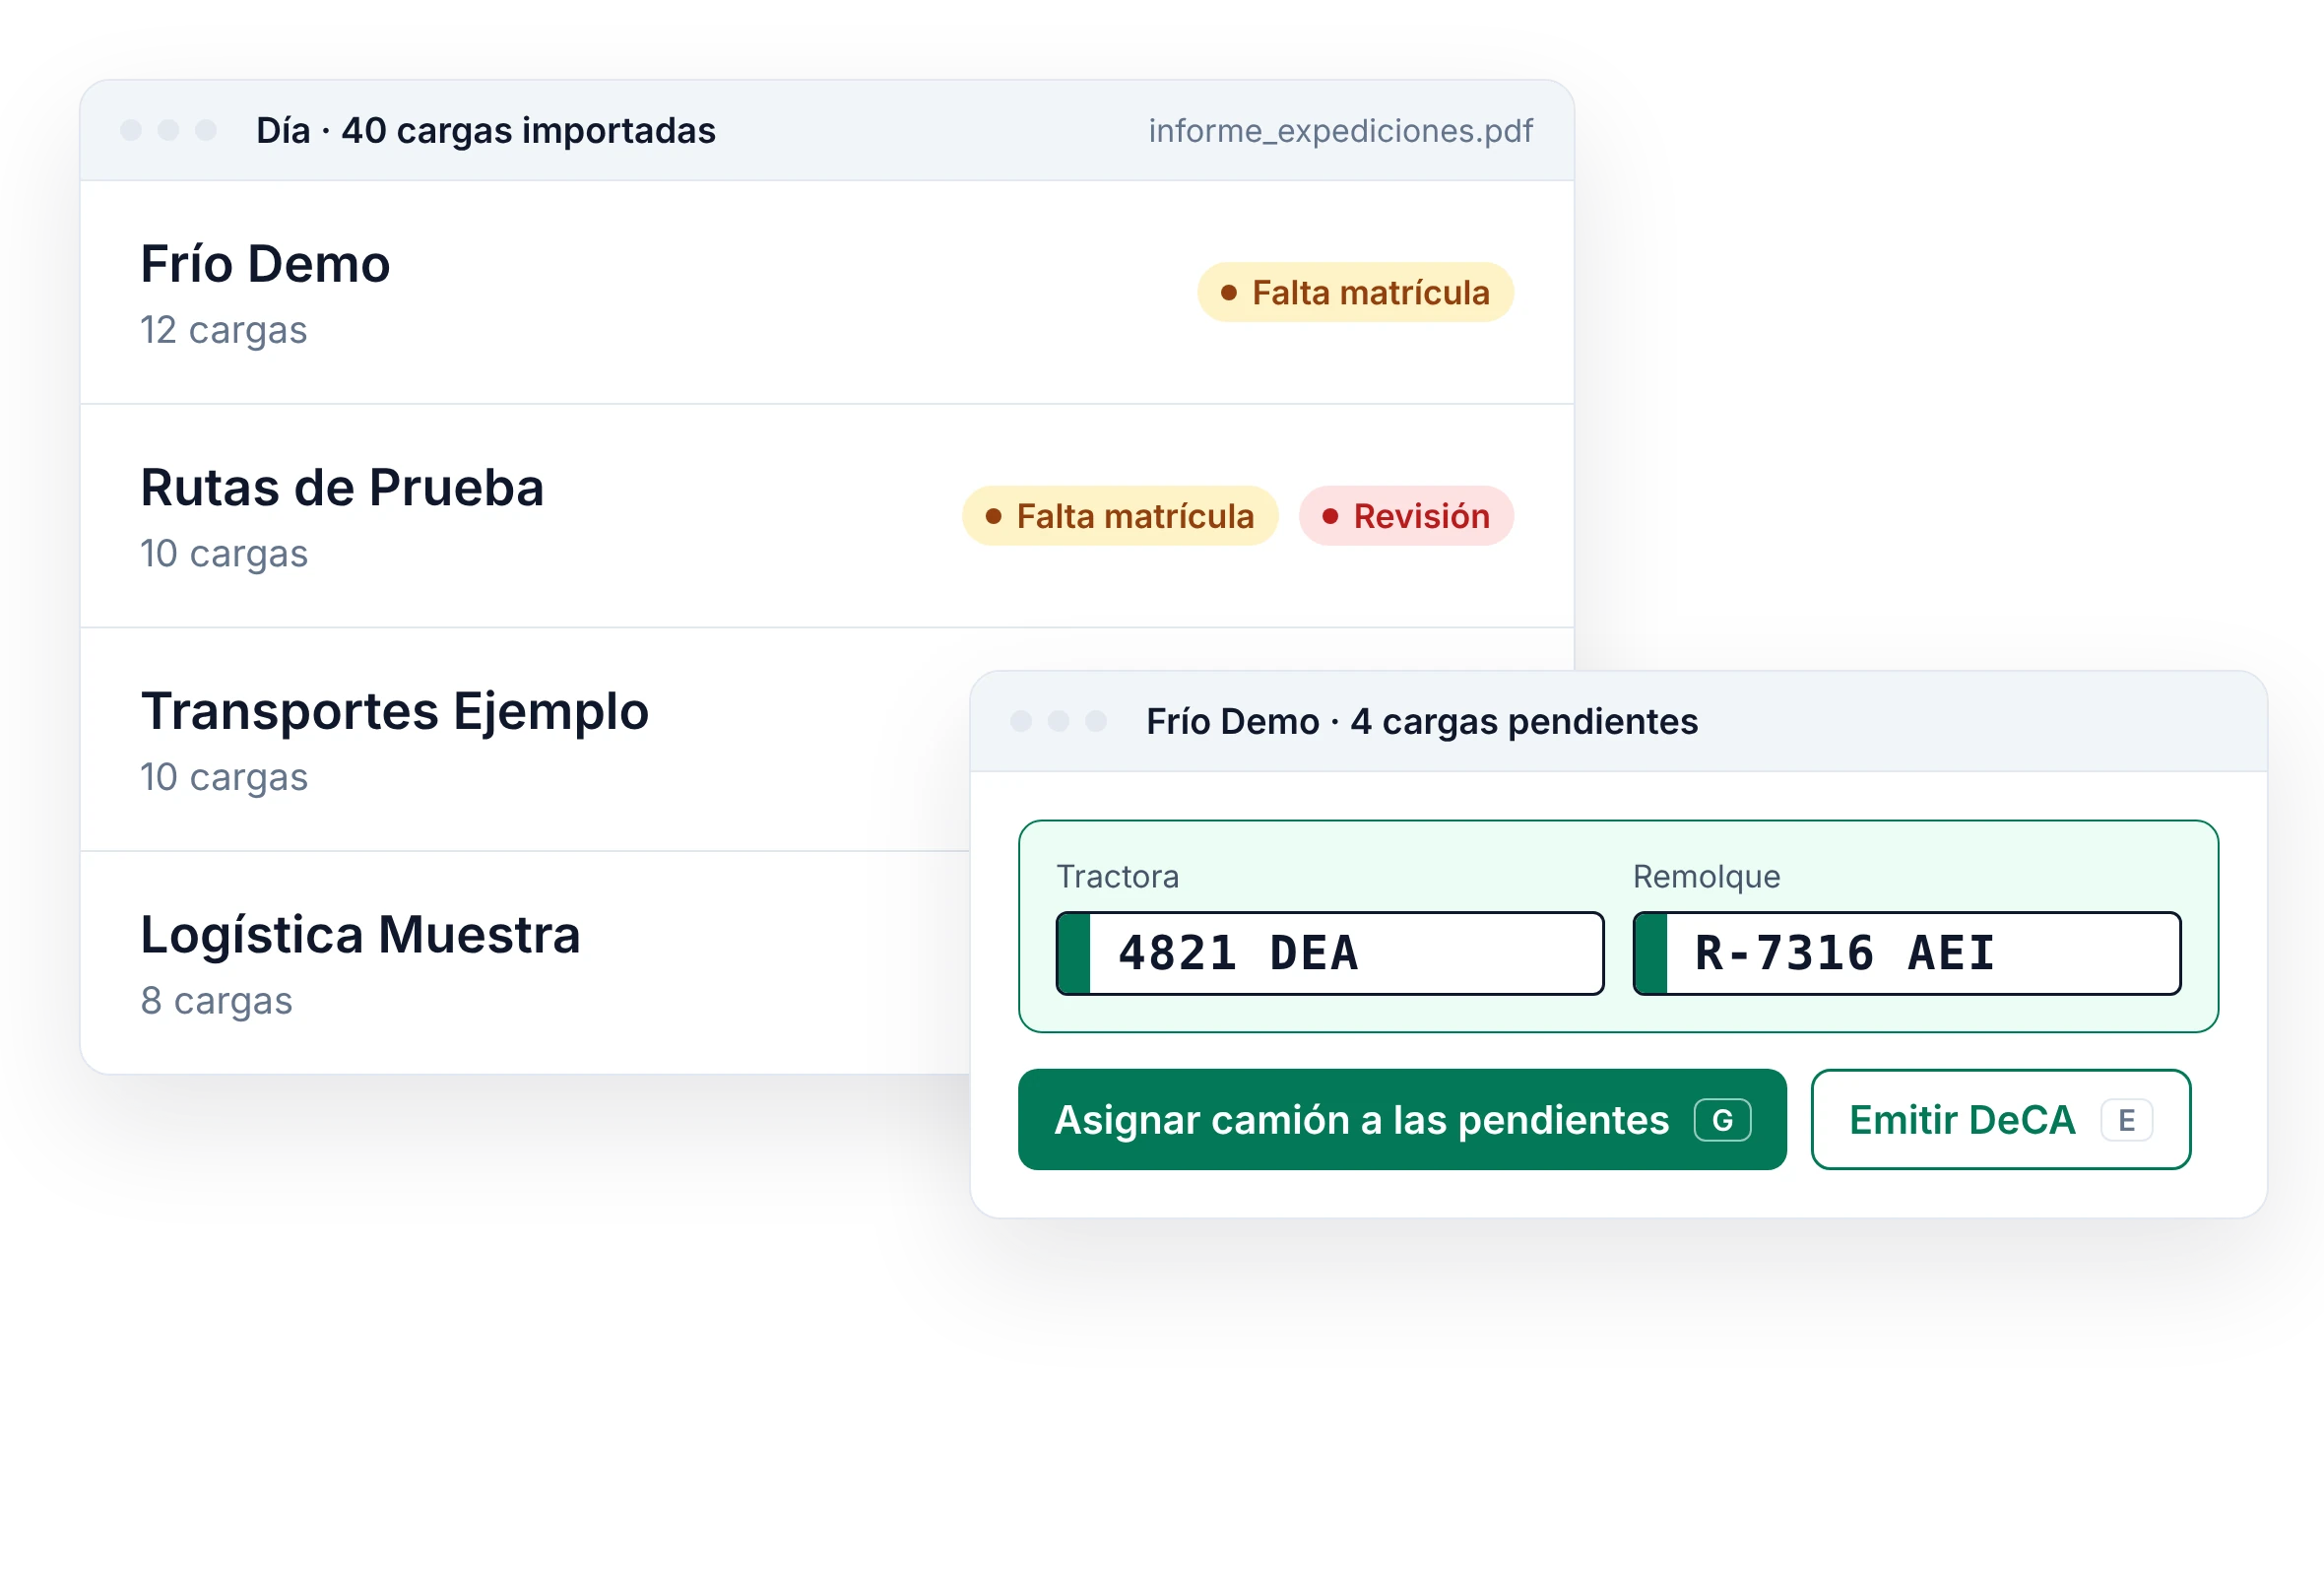 Día · 40 cargas importadas
informe_expediciones.pdf
Frío Demo
12 cargas
Falta matrícula
Rutas de Prueba
10 cargas
Falta matrícula
Revisión
Transportes Ejemplo
10 cargas
Logística Muestra
8 cargas
Frío Demo · 4 cargas pendientes
Tractora
Remolque
4821 DEA
R-7316 AEI
Asignar camión a las pendientes G
Emitir DeCA E